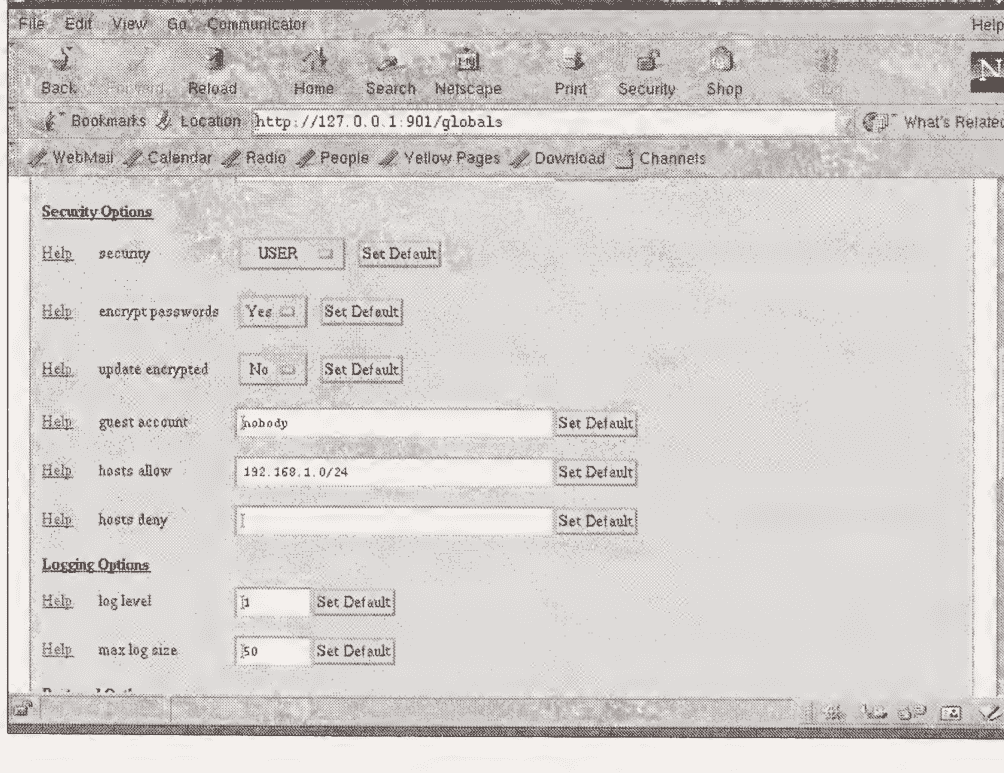 File Edit View Go Communicator Help
Back Forward Reload Home Search Netscape Print Security Shop Stop
Bookmarks Location http://127.0.0.1:901/globals What's Related
WebMail Calendar Radio People Yellow Pages Download Channels
Security Options
Help security USER Set Default
Help encrypt passwords Yes Set Default
Help update encrypted No Set Default
Help guest account nobody Set Default
Help hosts allow 192.168.1.0/24 Set Default
Help hosts deny Set Default
Logging Options
Help log level 1 Set Default
Help max log size 50 Set Default